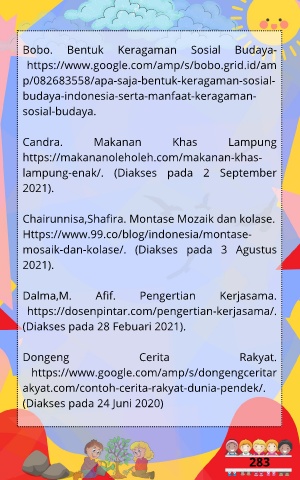 Bobo. Bentuk Keragaman Sosial Budaya-
https://www.google.com/amp/s/bobo.grid.id/am
p/082683558/apa-saja-bentuk-keragaman-sosial-
budaya-indonesia-serta-manfaat-keragaman-
sosial-budaya.
Candra. Makanan Khas Lampung
https://makananoleholeh.com/makanan-khas-
lampung-enak/. (Diakses pada 2 September
2021).
Chairunnisa,Shafira. Montase Mozaik dan kolase.
Https://www.99.co/blog/indonesia/montase-
mosaik-dan-kolase/. (Diakses pada 3 Agustus
2021).
Dalma,M. Afif. Pengertian Kerjasama.
https://dosenpintar.com/pengertian-kerjasama/.
(Diakses pada 28 Febuari 2021).
Dongeng Cerita Rakyat.
https://www.google.com/amp/s/dongengceritar
akyat.com/contoh-cerita-rakyat-dunia-pendek/.
(Diakses pada 24 Juni 2020)
283